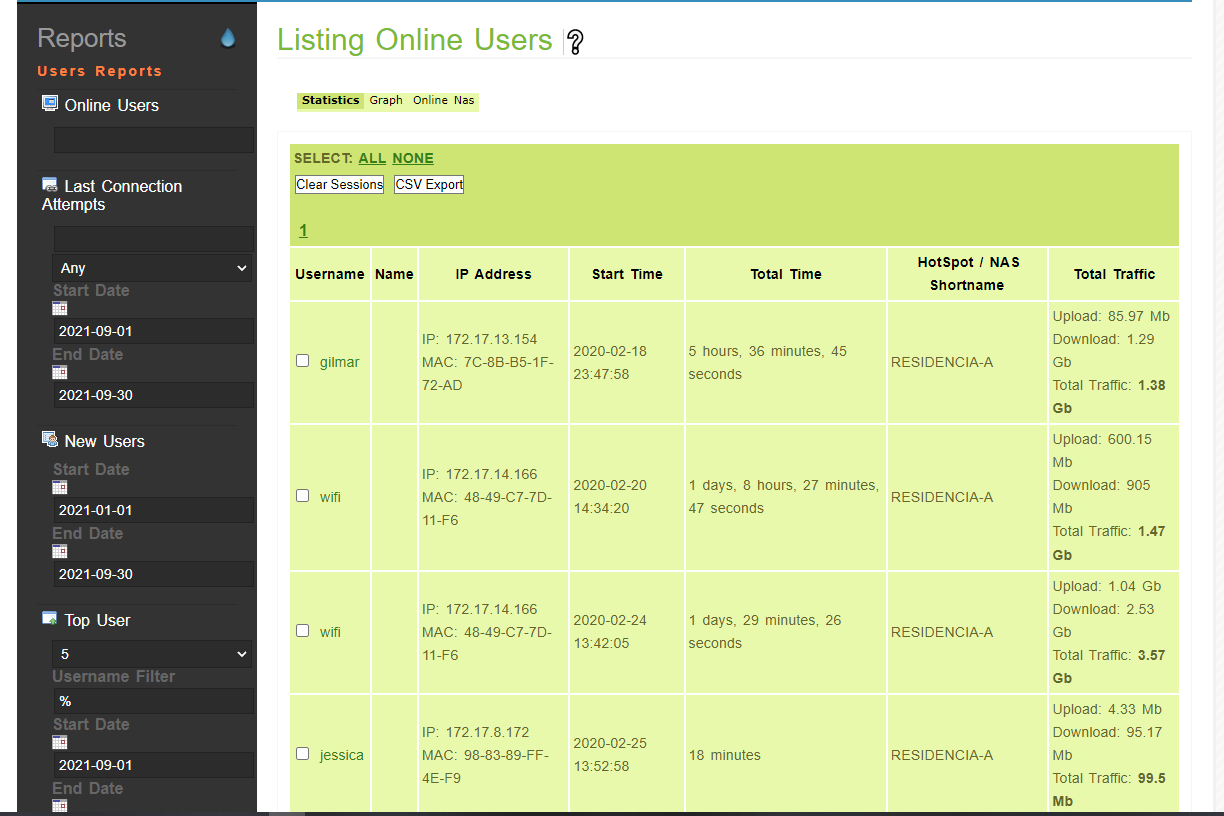 Reports
Users Reports
Online Users
Last Connection
Attempts
Any
Start Date
2021-09-01
End Date
2021-09-30
New Users
Start Date
2021-01-01
End Date
2021-09-30
Top User
5
Username Filter
%
Start Date
2021-09-01
End Date
Listing Online Users ?
Statistics Graph Online Nas
SELECT: ALL NONE
Clear Sessions CSV Export
1
Username Name IP Address Start Time Total Time HotSpot / NAS Shortname Total Traffic
gilmar
IP: 172.17.13.154
MAC: 7C-8B-B5-1F-
72-AD
2020-02-18
23:47:58
5 hours, 36 minutes, 45
seconds
RESIDENCIA-A
Upload: 85.97 Mb
Download: 1.29
Gb
Total Traffic: 1.38
Gb
wifi
IP: 172.17.14.166
MAC: 48-49-C7-7D-
11-F6
2020-02-20
14:34:20
1 days, 8 hours, 27 minutes,
47 seconds
RESIDENCIA-A
Upload: 600.15
Mb
Download: 905
Mb
Total Traffic: 1.47
Gb
wifi
IP: 172.17.14.166
MAC: 48-49-C7-7D-
11-F6
2020-02-24
13:42:05
1 days, 29 minutes, 26
seconds
RESIDENCIA-A
Upload: 1.04 Gb
Download: 2.53
Gb
Total Traffic: 3.57
Gb
jessica
IP: 172.17.8.172
MAC: 98-83-89-FF-
4E-F9
2020-02-25
13:52:58
18 minutes
RESIDENCIA-A
Upload: 4.33 Mb
Download: 95.17
Mb
Total Traffic: 99.5
Mb